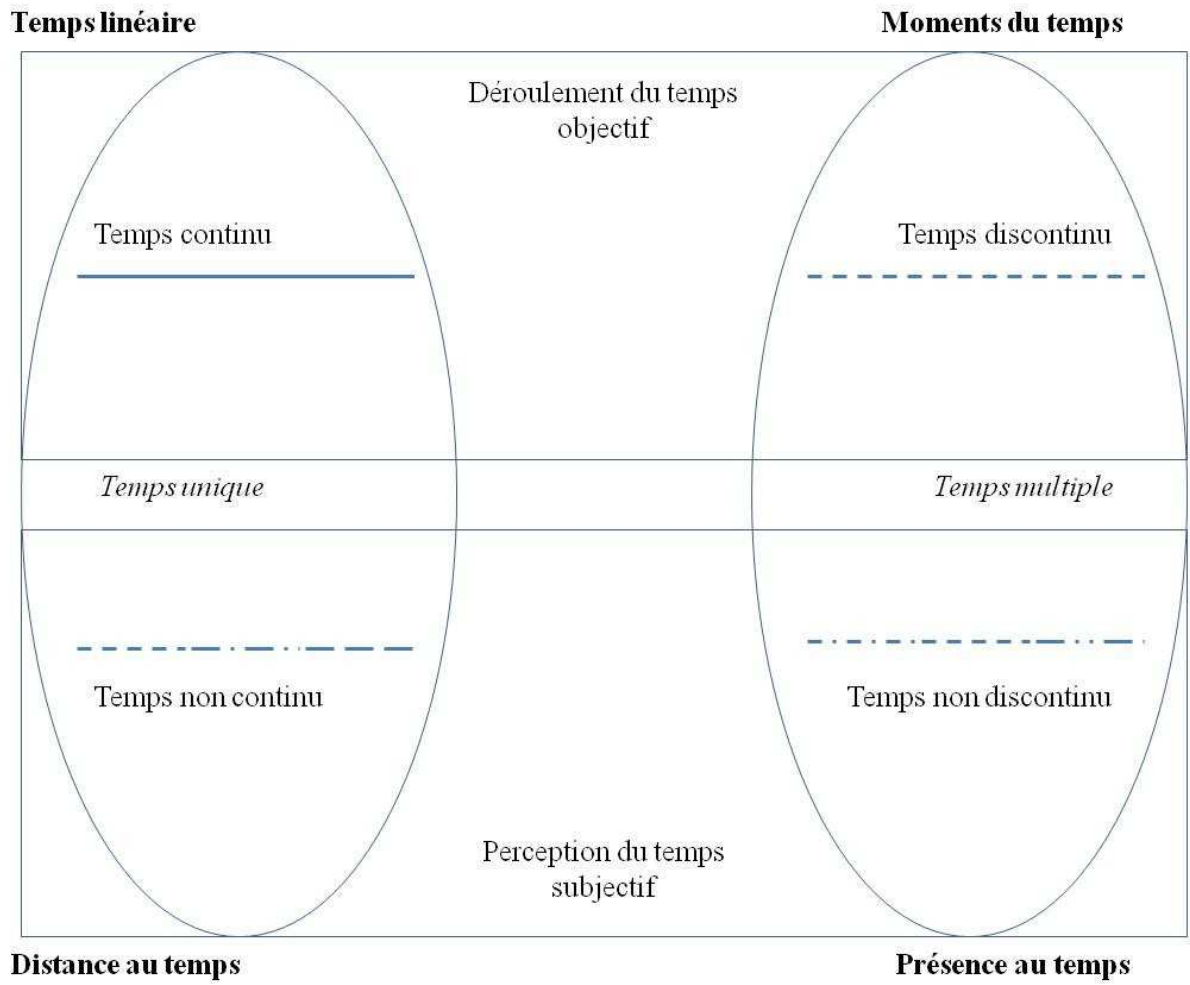 Temps linéaire
Moments du temps
Déroulement du temps
objectif
Temps continu
Temps discontinu
Temps unique
Temps multiple
Temps non continu
Temps non discontinu
Perception du temps
subjectif
Distance au temps
Présence au temps